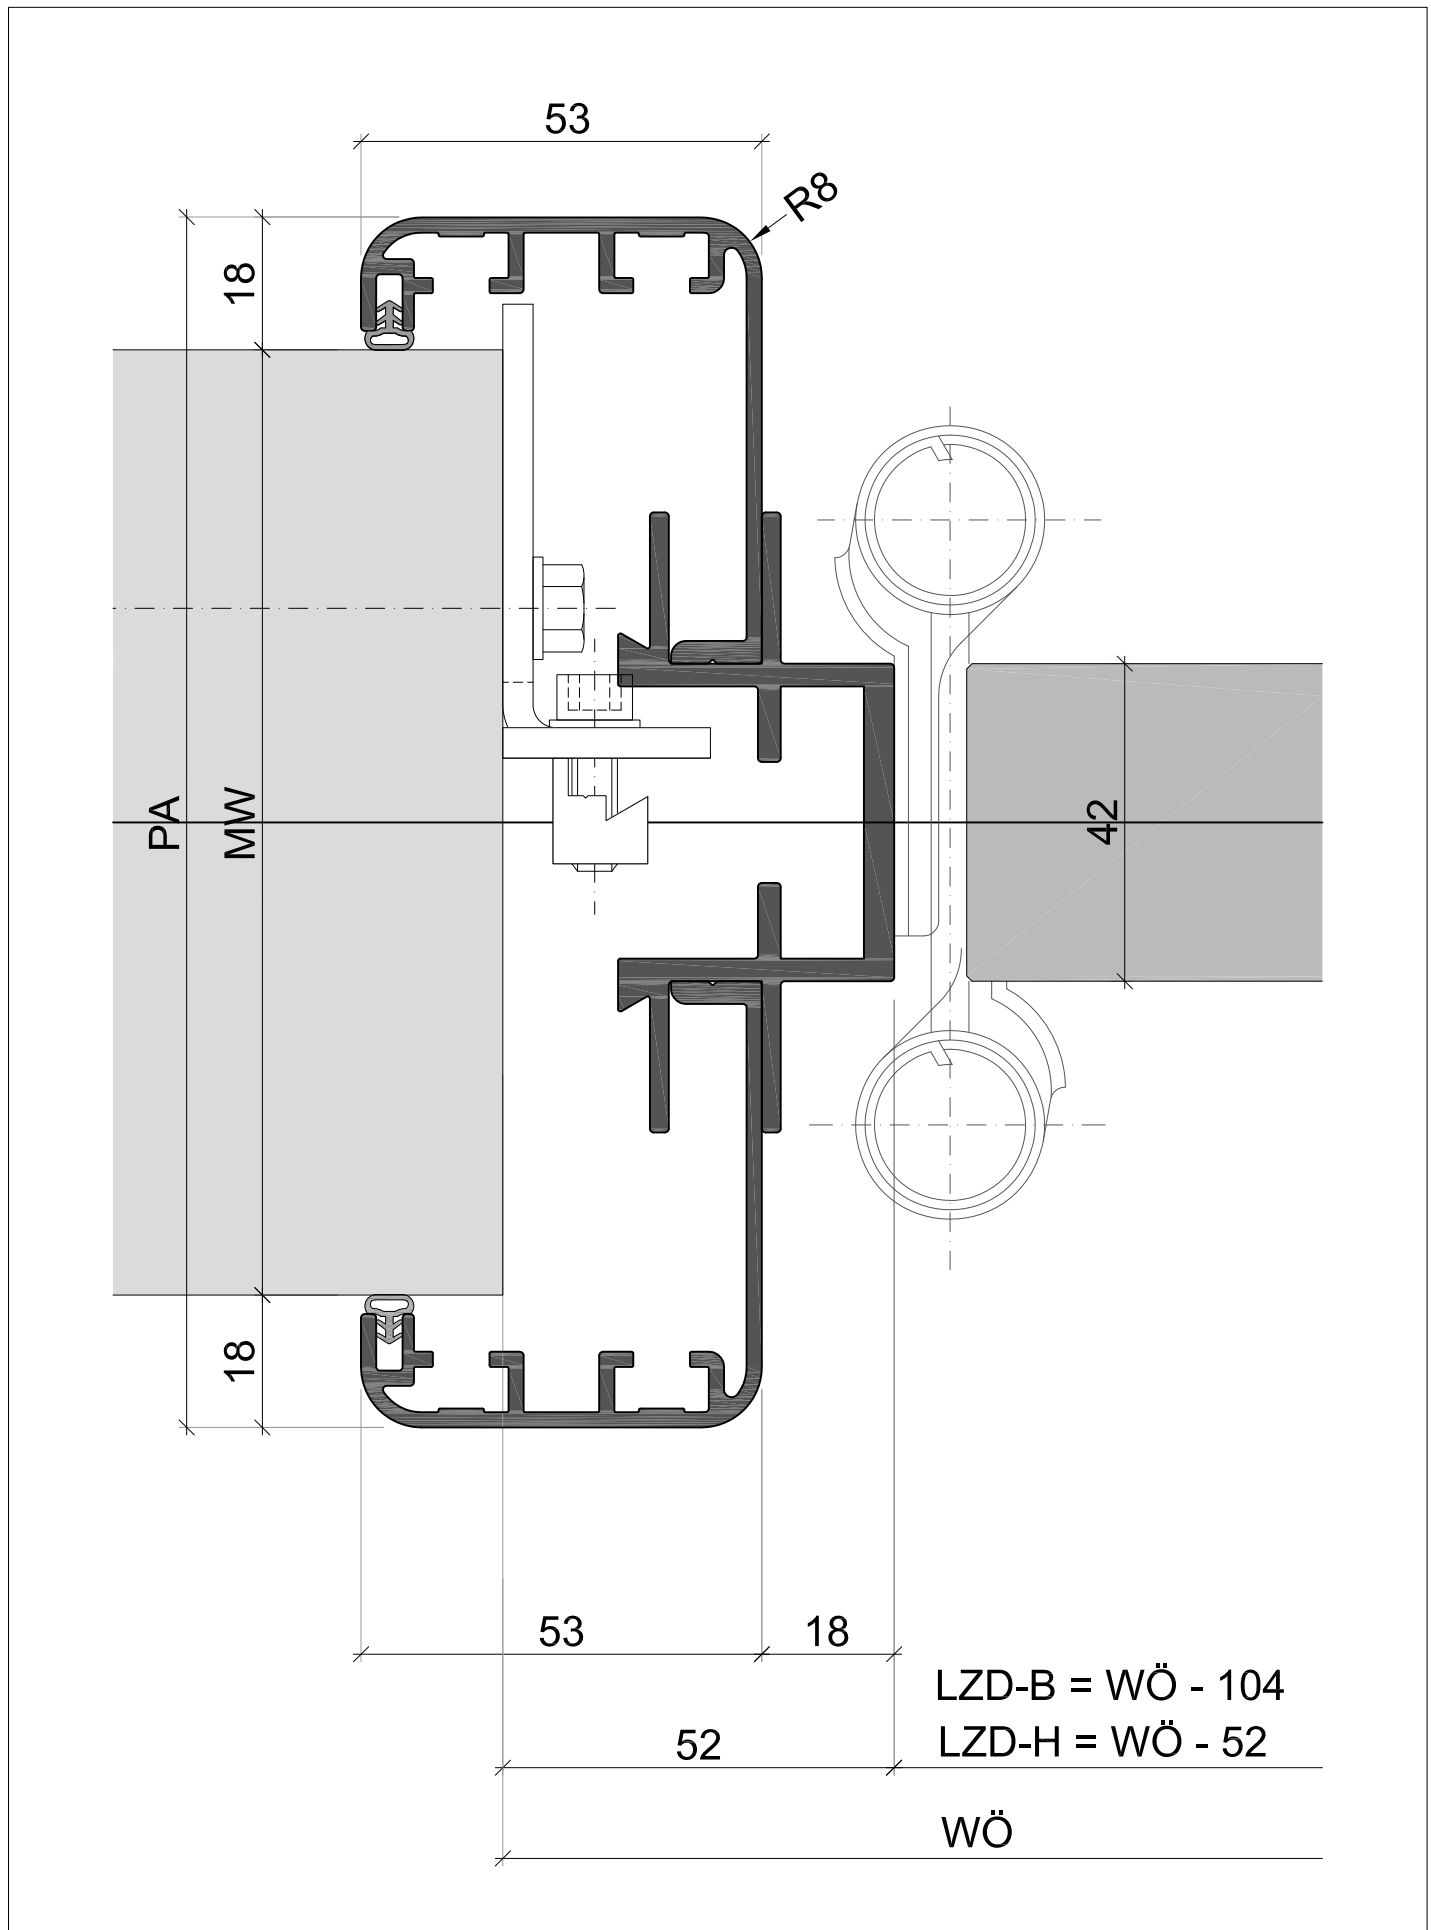 53
R8
18
PA
MW
42
18
53
18
LZD-B = WÖ - 104
52
LZD-H = WÖ - 52
WÖ